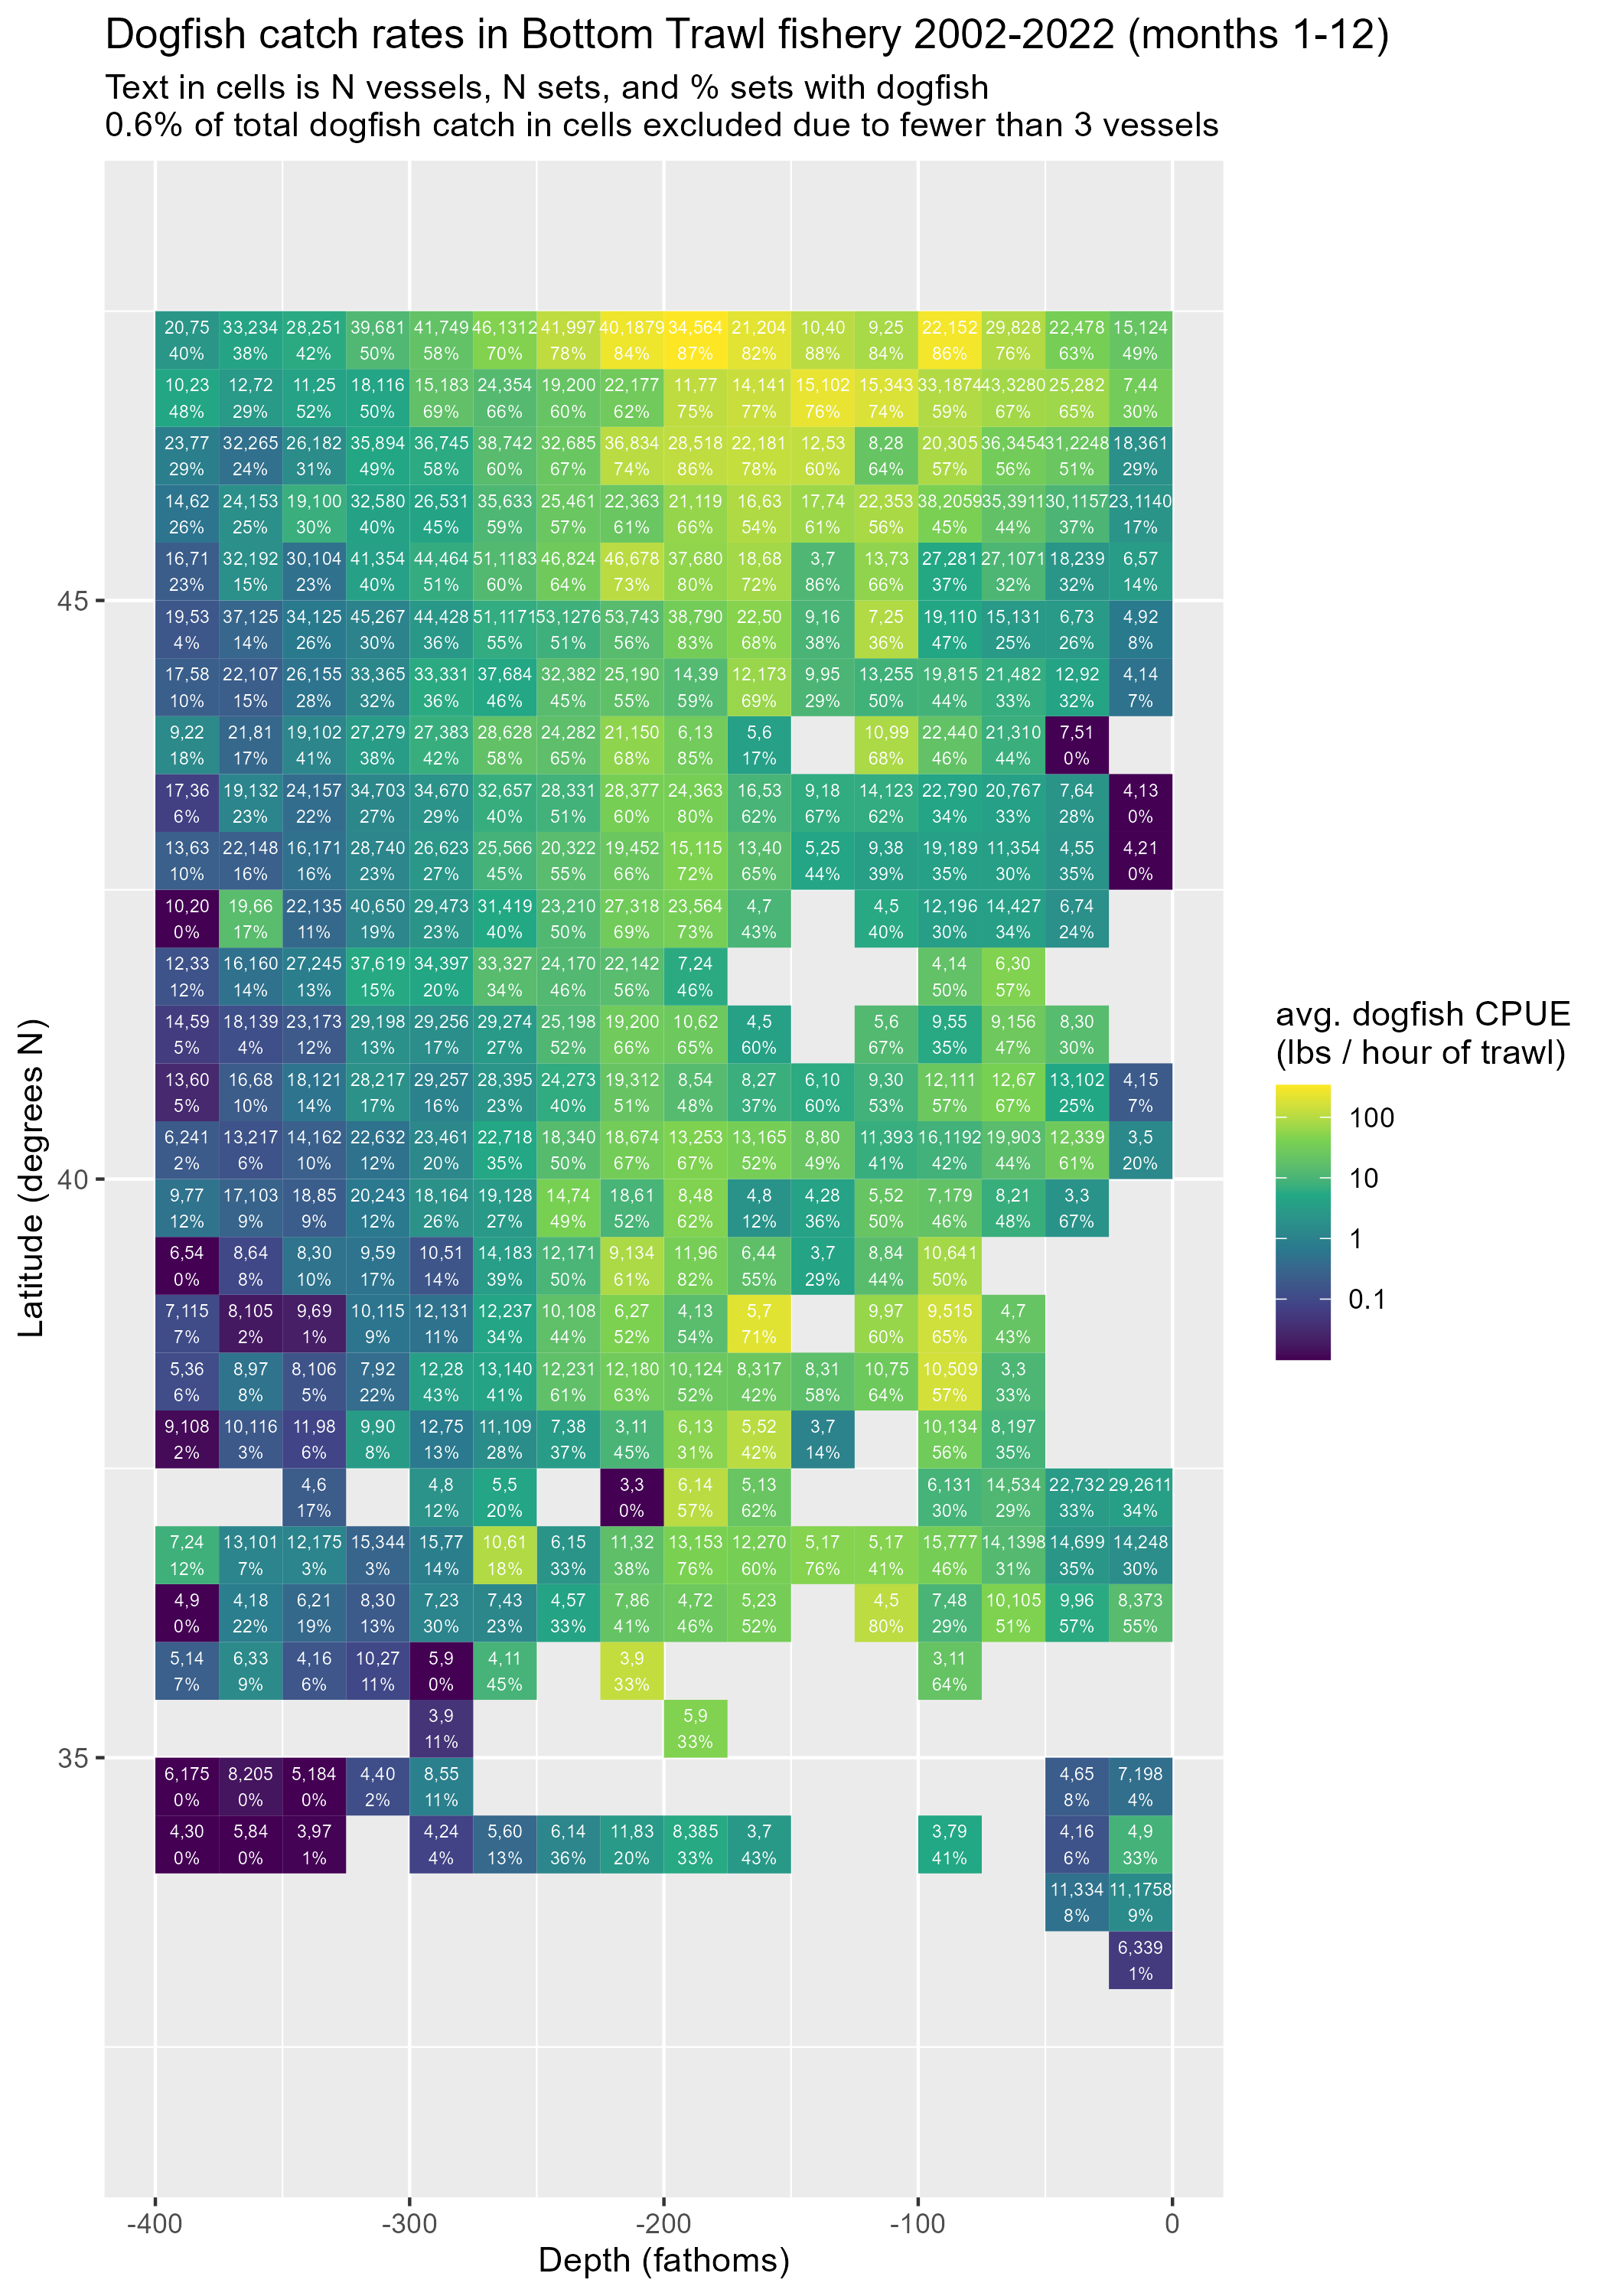 Dogfish catch rates in Bottom Trawl fishery 2002-2022 (months 1-12)
Text in cells is N vessels, N sets, and % sets with dogfish
0.6% of total dogfish catch in cells excluded due to fewer than 3 vessels
20,75 33,234 28,251 39,681 41,749 46,1312 41,997 40,1879 34,564 21,204 10,40 9,25 22,152 29,828 22,478 15,124
40% 38% 42% 50% 58% 70% 78% 84% 87% 82% 88% 84% 86% 76% 63% 49%
10,23 12,72 11,25 18,116 15,183 24,354 19,200 22,177 11,77 14,141 15,102 15,343 33,1874 43,3280 25,282 7,44
48% 29% 52% 50% 69% 66% 60% 62% 75% 77% 76% 74% 59% 67% 65% 30%
23,77 32,265 26,182 35,894 36,745 38,742 32,685 36,834 28,518 22,181 12,53 8,28 20,305 36,3454 31,2248 18,361
29% 24% 31% 49% 58% 60% 67% 74% 86% 78% 60% 64% 57% 56% 51% 29%
14,62 24,153 19,100 32,580 26,531 35,633 25,461 22,363 21,119 16,63 17,74 22,353 38,2059 35,3911 30,1157 23,1140
26% 25% 30% 40% 45% 59% 57% 61% 66% 54% 61% 56% 45% 44% 37% 17%
45
16,71 32,192 30,104 41,354 44,464 51,1183 46,824 46,678 37,680 18,68 3,7 13,73 27,281 27,1071 18,239 6,57
23% 15% 23% 40% 51% 60% 64% 73% 80% 72% 86% 66% 37% 32% 32% 14%
19,53 37,125 34,125 45,267 44,428 51,1171 53,1276 53,743 38,790 22,50 9,16 7,25 19,110 15,131 6,73 4,92
4% 14% 26% 30% 36% 55% 51% 56% 83% 68% 38% 36% 47% 25% 26% 8%
17,58 22,107 26,155 33,365 33,331 37,684 32,382 25,190 14,39 12,173 9,95 13,255 19,815 21,482 12,92 4,14
10% 15% 28% 32% 36% 46% 45% 55% 59% 69% 29% 50% 44% 33% 32% 7%
9,22 21,81 19,102 27,279 27,383 28,628 24,282 21,150 6,13 5,6 10,99 22,440 21,310 7,51
18% 17% 41% 38% 42% 58% 65% 68% 85% 17% 68% 46% 44% 0%
17,36 19,132 24,157 34,703 34,670 32,657 28,331 28,377 24,363 16,53 9,18 14,123 22,790 20,767 7,64 4,13
6% 23% 22% 27% 29% 40% 51% 60% 80% 62% 67% 62% 34% 33% 28% 0%
13,63 22,148 16,171 28,740 26,623 25,566 20,322 19,452 15,115 13,40 5,25 9,38 19,189 11,354 4,55 4,21
10% 16% 16% 23% 27% 45% 55% 66% 72% 65% 44% 39% 35% 30% 35% 0%
10,20 19,66 22,135 40,650 29,473 31,419 23,210 27,318 23,564 4,7 4,5 12,196 14,427 6,74
0% 17% 11% 19% 23% 40% 50% 69% 73% 43% 40% 30% 34% 24%
12,33 16,160 27,245 37,619 34,397 33,327 24,170 22,142 7,24 4,14 6,30
12% 14% 13% 15% 20% 34% 46% 56% 46% 50% 57%
14,59 18,139 23,173 29,198 29,256 29,274 25,198 19,200 10,62 4,5 5,6 9,55 9,156 8,30
5% 4% 12% 13% 17% 27% 52% 66% 65% 60% 67% 35% 47% 30%
13,60 16,68 18,121 28,217 29,257 28,395 24,273 19,312 8,54 8,27 6,10 9,30 12,111 12,67 13,102 4,15
5% 10% 14% 17% 16% 23% 40% 51% 48% 37% 60% 53% 57% 67% 25% 7%
6,241 13,217 14,162 22,632 23,461 22,718 18,340 18,674 13,253 13,165 8,80 11,393 16,1192 19,903 12,339 3,5
2% 6% 10% 12% 20% 35% 50% 67% 67% 52% 49% 41% 42% 44% 61% 20%
40
9,77 17,103 18,85 20,243 18,164 19,128 14,74 18,61 8,48 4,8 4,28 5,52 7,179 8,21 3,3
12% 9% 9% 12% 26% 27% 49% 52% 62% 12% 36% 50% 46% 48% 67%
6,54 8,64 8,30 9,59 10,51 14,183 12,171 9,134 11,96 6,44 3,7 8,84 10,641
0% 8% 10% 17% 14% 39% 50% 61% 82% 55% 29% 44% 50%
7,115 8,105 9,69 10,115 12,131 12,237 10,108 6,27 4,13 5,7 9,97 9,515 4,7
7% 2% 1% 9% 11% 34% 44% 52% 54% 71% 60% 65% 43%
5,36 8,97 8,106 7,92 12,28 13,140 12,231 12,180 10,124 8,317 8,31 10,75 10,509 3,3
6% 8% 5% 22% 43% 41% 61% 63% 52% 42% 58% 64% 57% 33%
9,108 10,116 11,98 9,90 12,75 11,109 7,38 3,11 6,13 5,52 3,7 10,134 8,197
2% 3% 6% 8% 13% 28% 37% 45% 31% 42% 14% 56% 35%
4,6 4,8 5,5 3,3 6,14 5,13 6,131 14,534 22,732 29,2611
17% 12% 20% 0% 57% 62% 30% 29% 33% 34%
7,24 13,101 12,175 15,344 15,77 10,61 6,15 11,32 13,153 12,270 5,17 5,17 15,777 14,1398 14,699 14,248
12% 7% 3% 3% 14% 18% 33% 38% 76% 60% 76% 41% 46% 31% 35% 30%
4,9 4,18 6,21 8,30 7,23 7,43 4,57 7,86 4,72 5,23 4,5 7,48 10,105 9,96 8,373
0% 22% 19% 13% 30% 23% 33% 41% 46% 52% 80% 29% 51% 57% 55%
5,14 6,33 4,16 10,27 5,9 4,11 3,9 3,11
7% 9% 6% 11% 0% 45% 33% 64%
3,9 5,9
11% 33%
35
6,175 8,205 5,184 4,40 8,55 4,65 7,198
0% 0% 0% 2% 11% 8% 4%
4,30 5,84 3,97 4,24 5,60 6,14 11,83 8,385 3,7 3,79 4,16 4,9
0% 0% 1% 4% 13% 36% 20% 33% 43% 41% 6% 33%
11,334 11,1758
8% 9%
6,339
1%
-400 -300 -200 -100 0
Depth (fathoms)
Latitude (degrees N)
avg. dogfish CPUE
(lbs / hour of trawl)
100
10
1
0.1